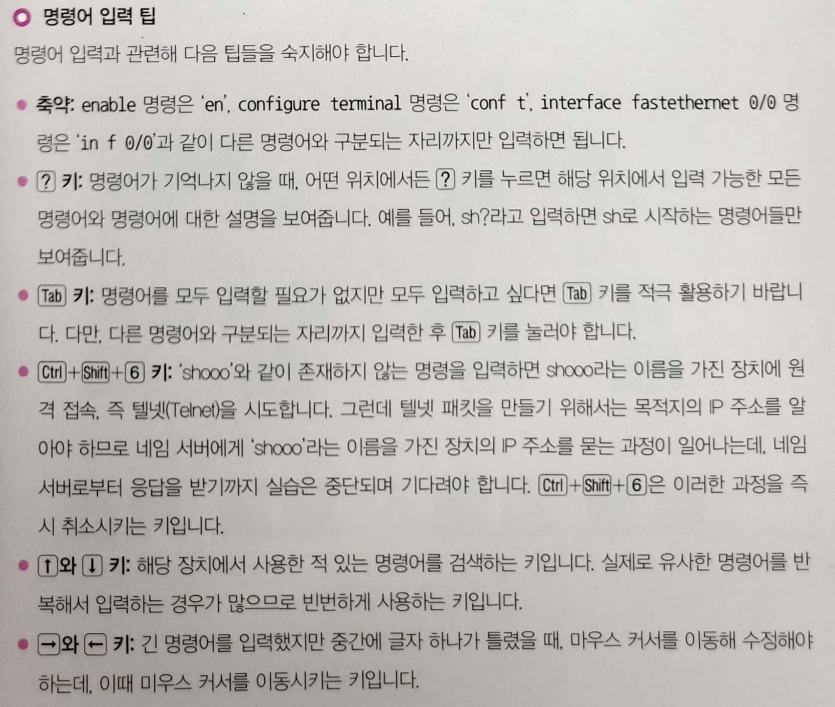 명령어 입력 팁
명령어 입력과 관련해 다음 팁들을 숙지해야 합니다.
• 축약: enable 명령은 ‘en’, configure terminal 명령은 ‘conf t’, interface fastethernet 0/0 명
령은 ‘in f 0/0’과 같이 다른 명령어와 구분되는 자리까지만 입력하면 됩니다.
• ? 키: 명령어가 기억나지 않을 때, 어떤 위치에서든 ? 키를 누르면 해당 위치에서 입력 가능한 모든
명령어와 명령어에 대한 설명을 보여줍니다. 예를 들어, sh?라고 입력하면 sh로 시작하는 명령어들만
보여줍니다.
• Tab 키: 명령어를 모두 입력할 필요가 없지만 모두 입력하고 싶다면 Tab 키를 적극 활용하기 바랍니
다. 다만, 다른 명령어와 구분되는 자리까지 입력한 후 Tab 키를 눌러야 합니다.
• Ctrl+Shift+6 키: ‘shooo’와 같이 존재하지 않는 명령을 입력하면 shooo라는 이름을 가진 장치에 원
격 접속, 즉 텔넷(Telnet)을 시도합니다. 그런데 텔넷 패킷을 만들기 위해서는 목적지의 IP 주소를 알
아야 하므로 네임 서버에게 ‘shooo’라는 이름을 가진 장치의 IP 주소를 묻는 과정이 일어나는데, 네임
서버로부터 응답을 받기까지 실습은 중단되며 기다려야 합니다. Ctrl+Shift+6은 이러한 과정을 즉
시 취소시키는 키입니다.
• ↑와 ↓ 키: 해당 장치에서 사용한 적 있는 명령어를 검색하는 키입니다. 실제로 유사한 명령어를 반
복해서 입력하는 경우가 많으므로 빈번하게 사용하는 키입니다.
• →와 ← 키: 긴 명령어를 입력했지만 중간에 글자 하나가 틀렸을 때, 마우스 커서를 이동해 수정해야
하는데, 이때 미우스 커서를 이동시키는 키입니다.